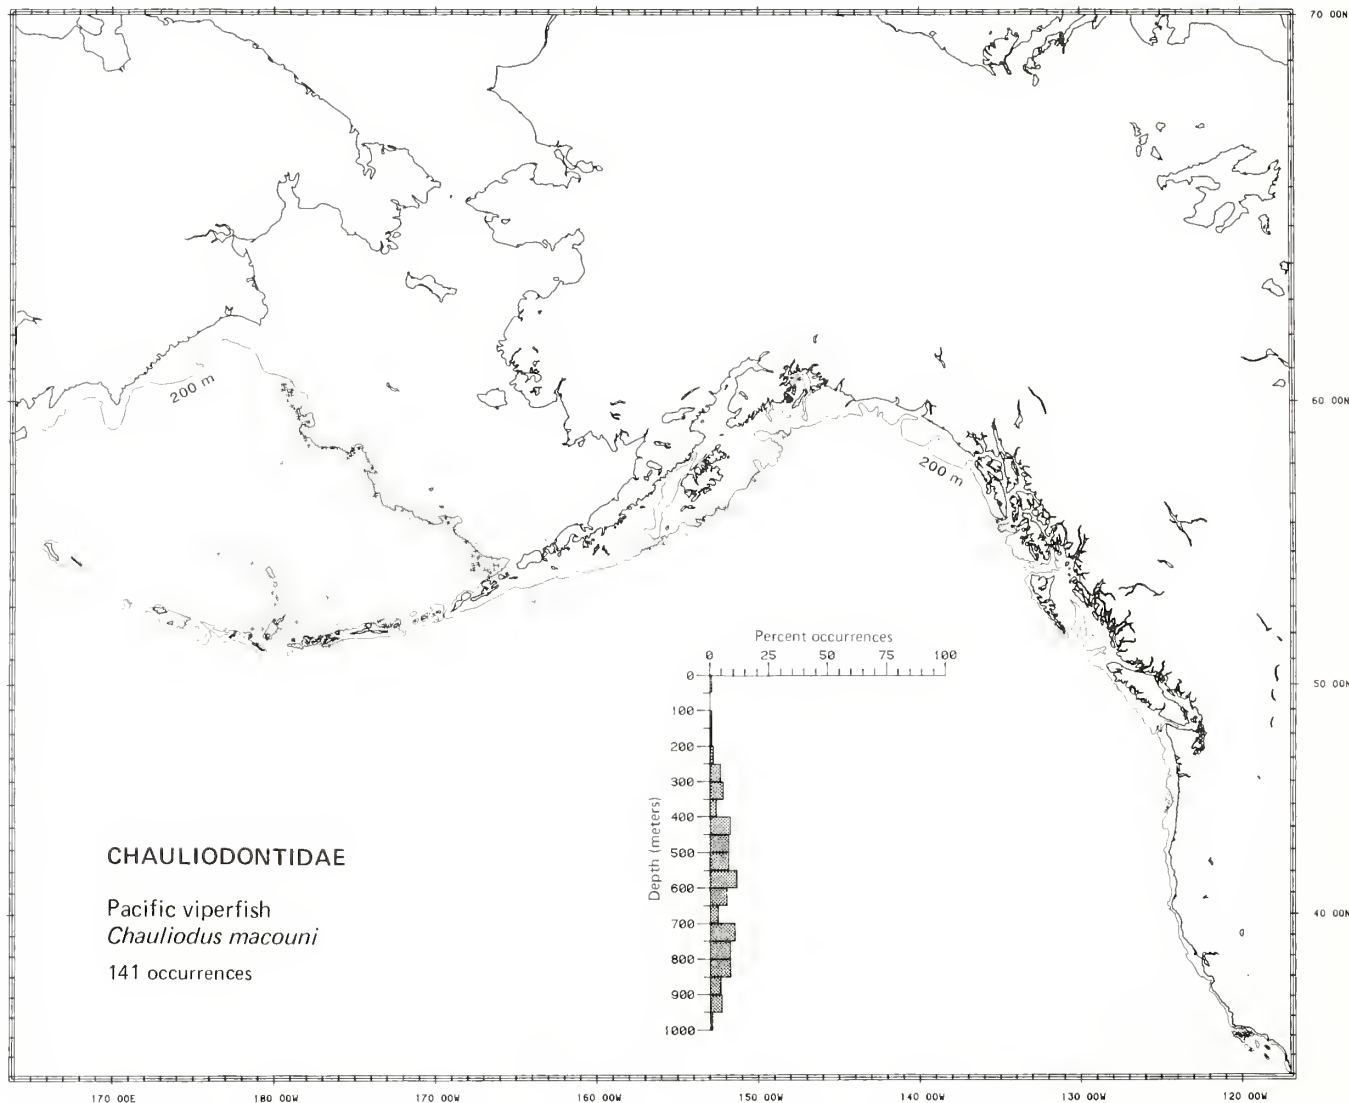 70 00N
200 m
60 00N
200 m
Percent occurrences
0 25 50 75 100
50 00N
0
100
200
300
400
500
600
700
800
900
1000
Depth (meters)
40 00N
CHAULIODONTIDAE
Pacific viperfish
Chauliodus macouni
141 occurrences
170 00E 180 00W 170 00W 160 00W 150 00W 140 00W 130 00W 120 00W